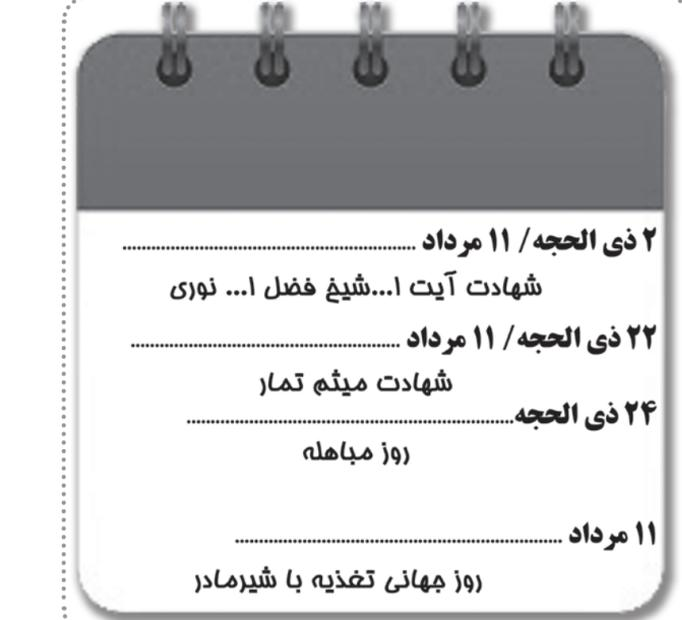 ۲ ذی الحجه/ ۱۱ مرداد ........................................................
شهادت آیت ا...شیخ فضل ا... نوری
۲۲ ذی الحجه/ ۱۱ مرداد ....................................................
شهادت میثم تمار
۲۴ ذی الحجه..............................................................
روز مباهله
۱۱ مرداد ..............................................................
روز جهانی تغذیه با شیرمادر